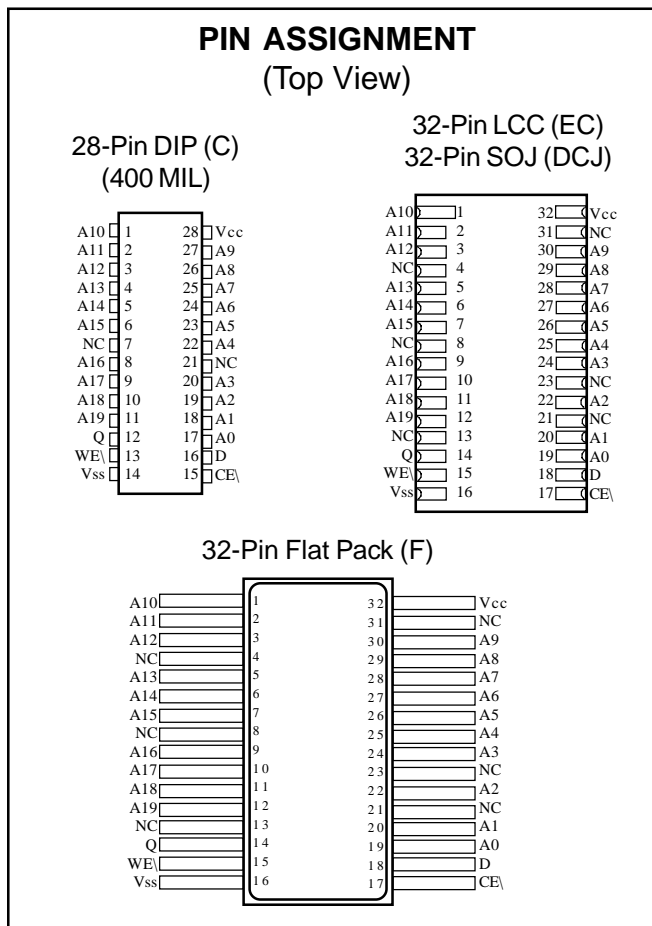 PIN ASSIGNMENT
(Top View)
28-Pin DIP (C)
(400 MIL)
A10 1 28 Vcc
A11 2 27 A9
A12 3 26 A8
A13 4 25 A7
A14 5 24 A6
A15 6 23 A5
NC 7 22 A4
A16 8 21 NC
A17 9 20 A3
A18 10 19 A2
A19 11 18 A1
Q 12 17 A0
WE\ 13 16 D
Vss 14 15 CE\
32-Pin LCC (EC)
32-Pin SOJ (DCJ)
A10 1 32 Vcc
A11 2 31 NC
A12 3 30 A9
NC 4 29 A8
A13 5 28 A7
A14 6 27 A6
A15 7 26 A5
NC 8 25 A4
A16 9 24 A3
A17 10 23 NC
A18 11 22 A2
A19 12 21 NC
NC 13 20 A1
Q 14 19 A0
WE\ 15 18 D
Vss 16 17 CE\
32-Pin Flat Pack (F)
A10 1 32 Vcc
A11 2 31 NC
A12 3 30 A9
NC 4 29 A8
A13 5 28 A7
A14 6 27 A6
A15 7 26 A5
NC 8 25 A4
A16 9 24 A3
A17 10 23 NC
A18 11 22 A2
A19 12 21 NC
NC 13 20 A1
Q 14 19 A0
WE\ 15 18 D
Vss 16 17 CE\